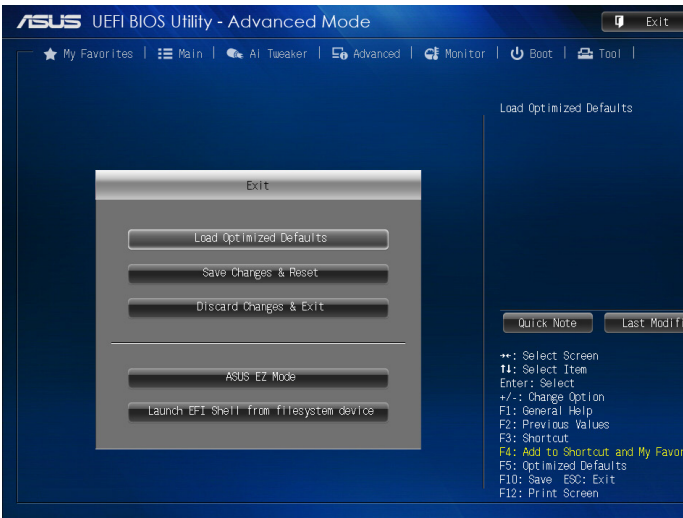 ASUS UEFI BIOS Utility - Advanced Mode
Exit
My Favorites | Main | Ai Tweaker | Advanced | Monitor | Boot | Tool |
Load Optimized Defaults
Exit
Load Optimized Defaults
Save Changes & Reset
Discard Changes & Exit
ASUS EZ Mode
Launch EFI Shell from filesystem device
Quick Note
Last Modifi
→←: Select Screen
↑↓: Select Item
Enter: Select
+/-: Change Option
F1: General Help
F2: Previous Values
F3: Shortcut
F4: Add to Shortcut and My Favor
F5: Optimized Defaults
F10: Save ESC: Exit
F12: Print Screen